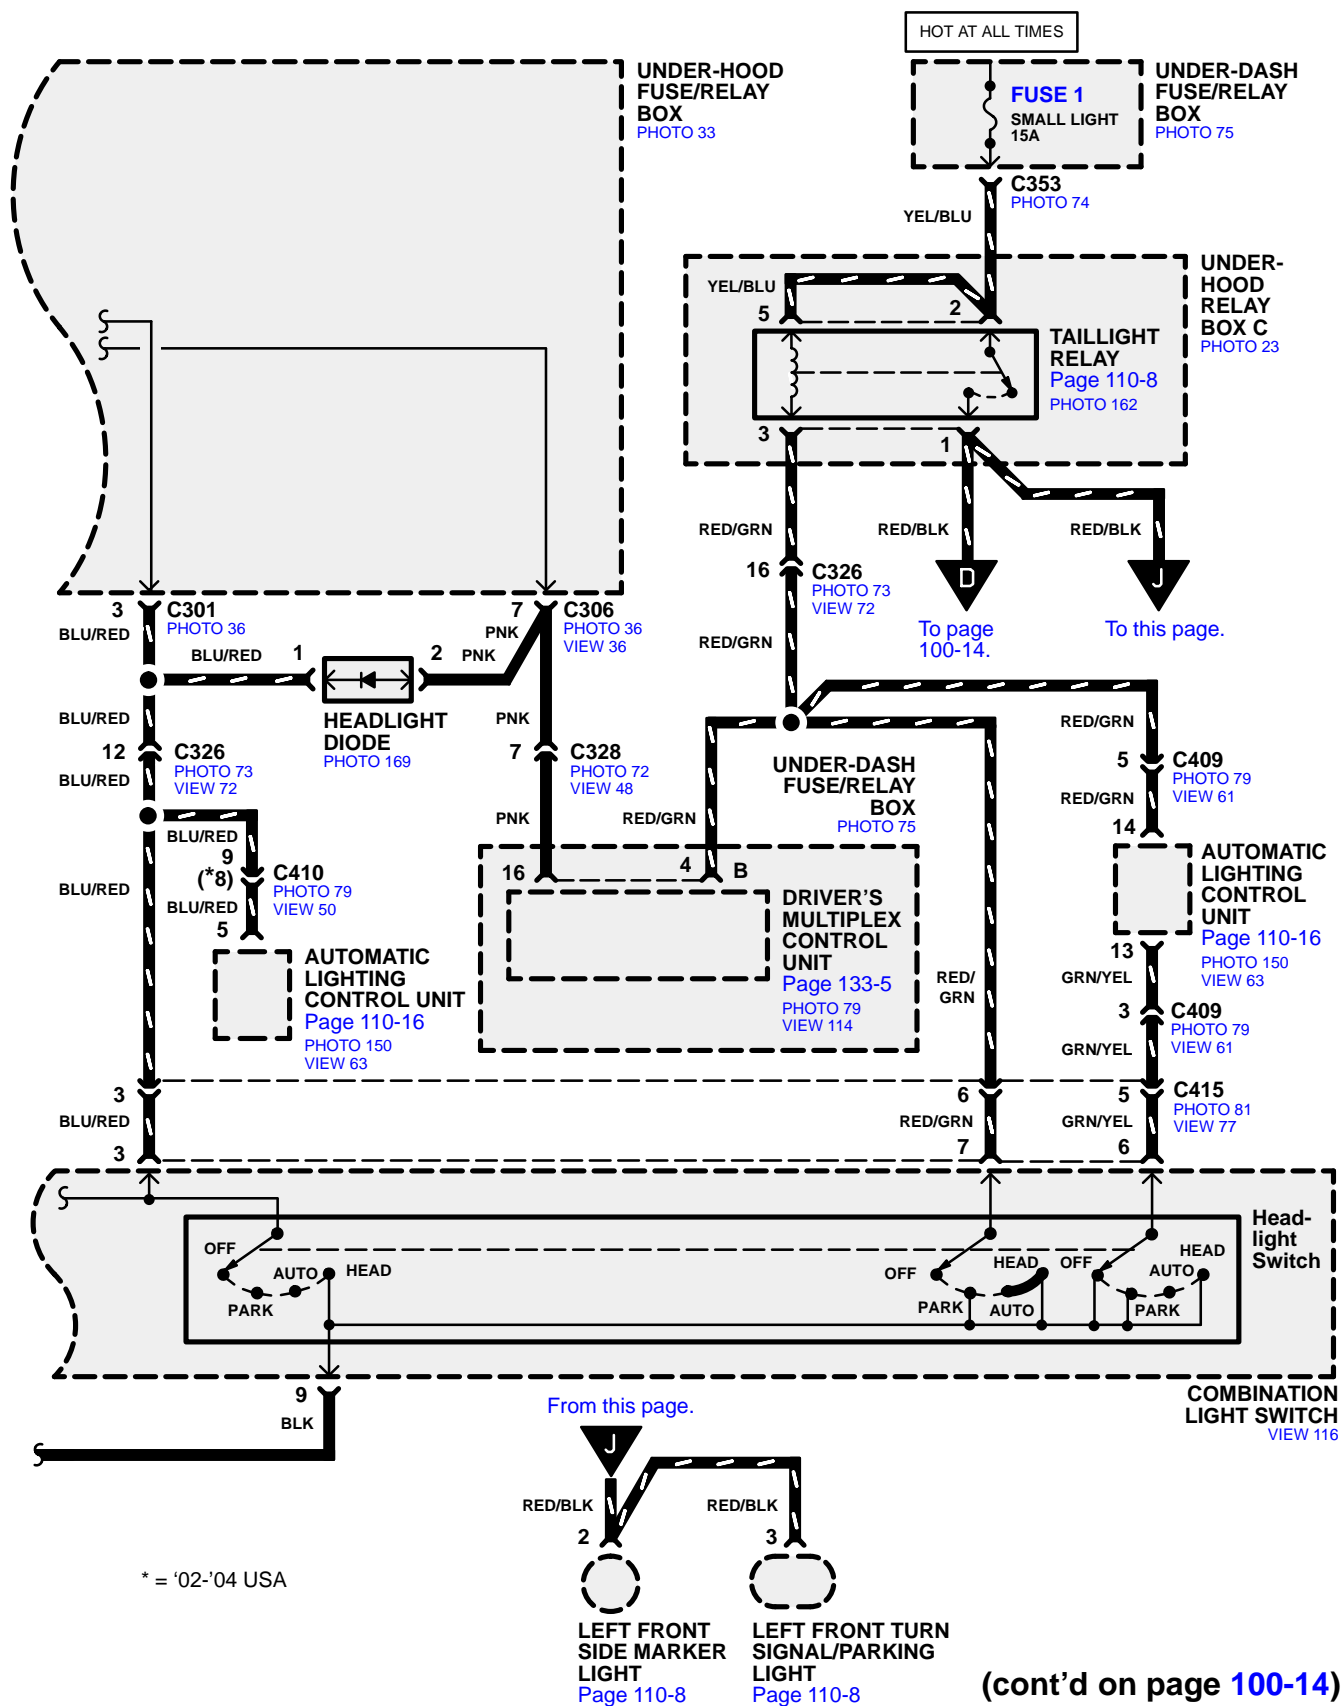 HOT AT ALL TIMES
UNDER-HOOD
FUSE/RELAY
BOX
PHOTO 33
FUSE 1
SMALL LIGHT
15A
UNDER-DASH
FUSE/RELAY
BOX
PHOTO 75
C353
PHOTO 74
YEL/BLU
UNDER-
HOOD
RELAY
BOX C
PHOTO 23
YEL/BLU
5
2
TAILLIGHT
RELAY
Page 110-8
PHOTO 162
3
1
RED/GRN
RED/BLK
RED/BLK
16
C326
PHOTO 73
VIEW 72
D
J
To page
100-14.
To this page.
RED/GRN
3
C301
PHOTO 36
BLU/RED
7
C306
PHOTO 36
VIEW 36
PNK
BLU/RED
1
2
PNK
HEADLIGHT
DIODE
PHOTO 169
BLU/RED
PNK
12
C326
PHOTO 73
VIEW 72
7
C328
PHOTO 72
VIEW 48
BLU/RED
PNK
RED/GRN
UNDER-DASH
FUSE/RELAY
BOX
PHOTO 75
RED/GRN
5
C409
PHOTO 79
VIEW 61
RED/GRN
14
BLU/RED
9
(*8)
C410
PHOTO 79
VIEW 50
BLU/RED
BLU/RED
5
16
4
B
DRIVER'S
MULTIPLEX
CONTROL
UNIT
Page 133-5
PHOTO 79
VIEW 114
AUTOMATIC
LIGHTING
CONTROL
UNIT
Page 110-16
PHOTO 150
VIEW 63
AUTOMATIC
LIGHTING
CONTROL UNIT
Page 110-16
PHOTO 150
VIEW 63
RED/
GRN
13
GRN/YEL
3
C409
PHOTO 79
VIEW 61
GRN/YEL
3
6
5
C415
PHOTO 81
VIEW 77
BLU/RED
RED/GRN
GRN/YEL
3
7
6
Head-
light
Switch
OFF
AUTO
HEAD
PARK
OFF
HEAD
PARK
AUTO
OFF
HEAD
AUTO
PARK
9
BLK
COMBINATION
LIGHT SWITCH
VIEW 116
From this page.
J
RED/BLK
RED/BLK
2
3
* = ‘02-’04 USA
LEFT FRONT
SIDE MARKER
LIGHT
Page 110-8
LEFT FRONT TURN
SIGNAL/PARKING
LIGHT
Page 110-8
(cont'd on page 100-14)